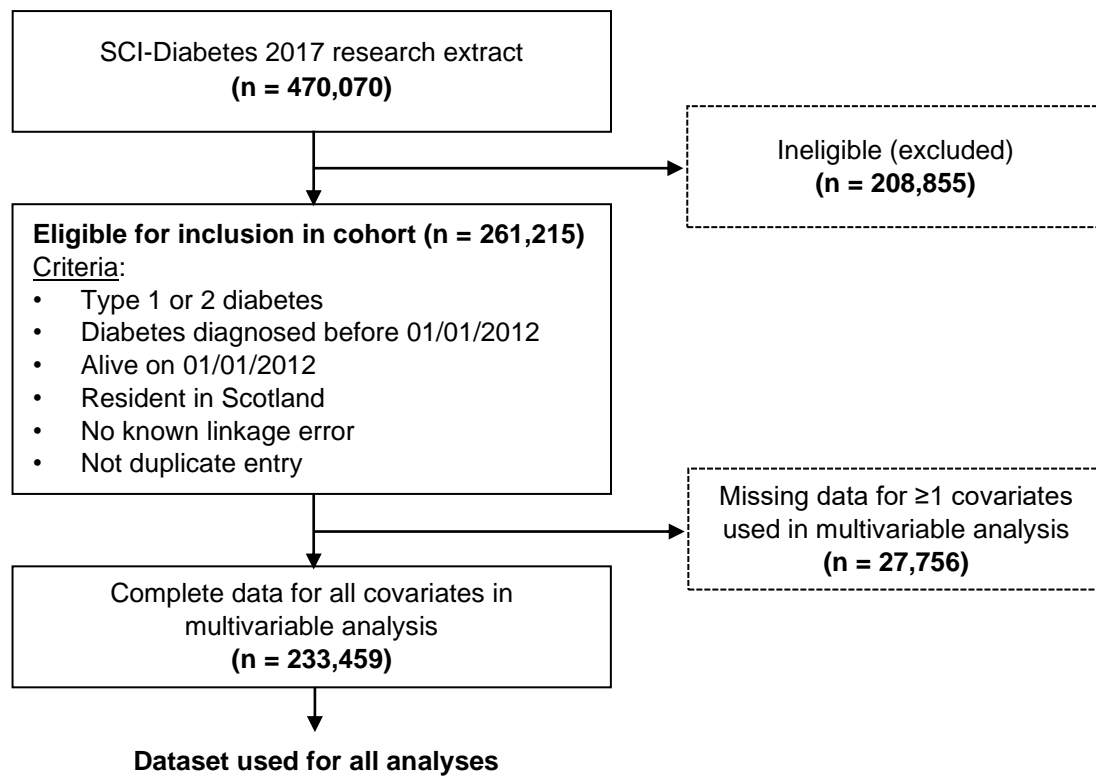 SCI-Diabetes 2017 research extract
(n = 470,070)
Ineligible (excluded)
(n = 208,855)
Eligible for inclusion in cohort (n = 261,215)
Criteria:
• Type 1 or 2 diabetes
• Diabetes diagnosed before 01/01/2012
• Alive on 01/01/2012
• Resident in Scotland
• No known linkage error
• Not duplicate entry
Missing data for ≥1 covariates
used in multivariable analysis
(n = 27,756)
Complete data for all covariates in
multivariable analysis
(n = 233,459)
Dataset used for all analyses